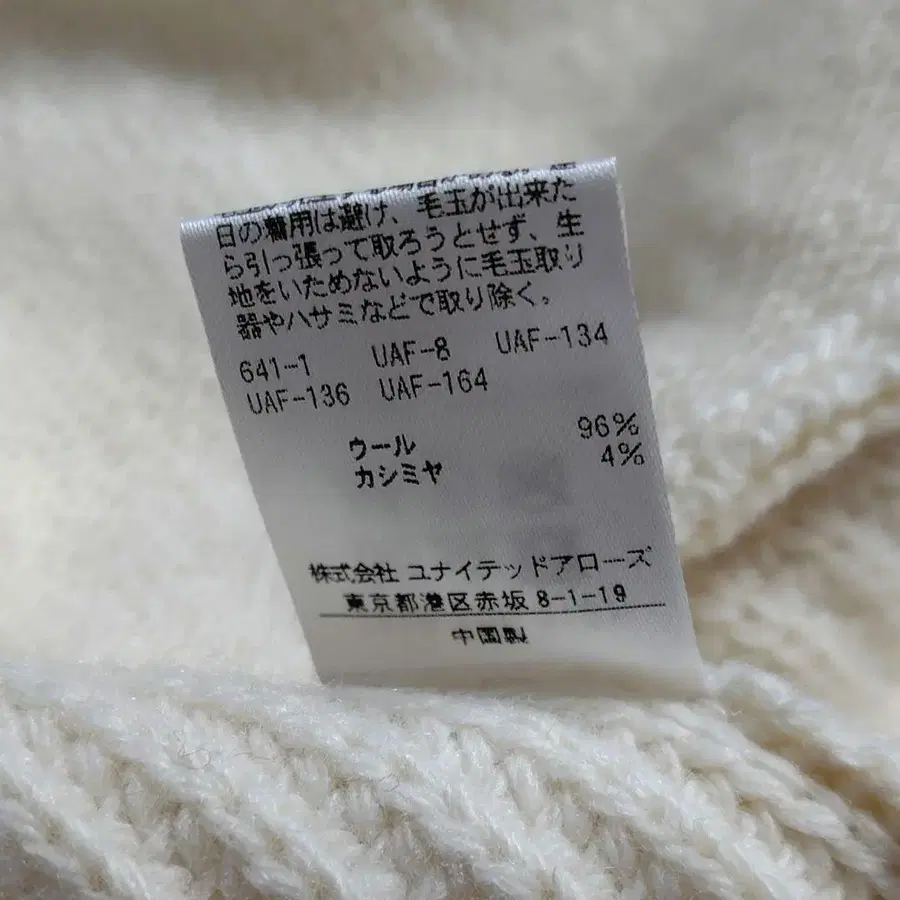 日の着用は避け、毛玉が出来た
ら引っ張って取ろうとせず、生
地をいためないように毛玉取り
器やハサミなどで取り除く。
641-1 UAF-8 UAF-134
UAF-136 UAF-164
ウール 96%
カシミヤ 4%
株式会社 ユナイテッドアローズ
東京都港区赤坂 8-1-19
中国製